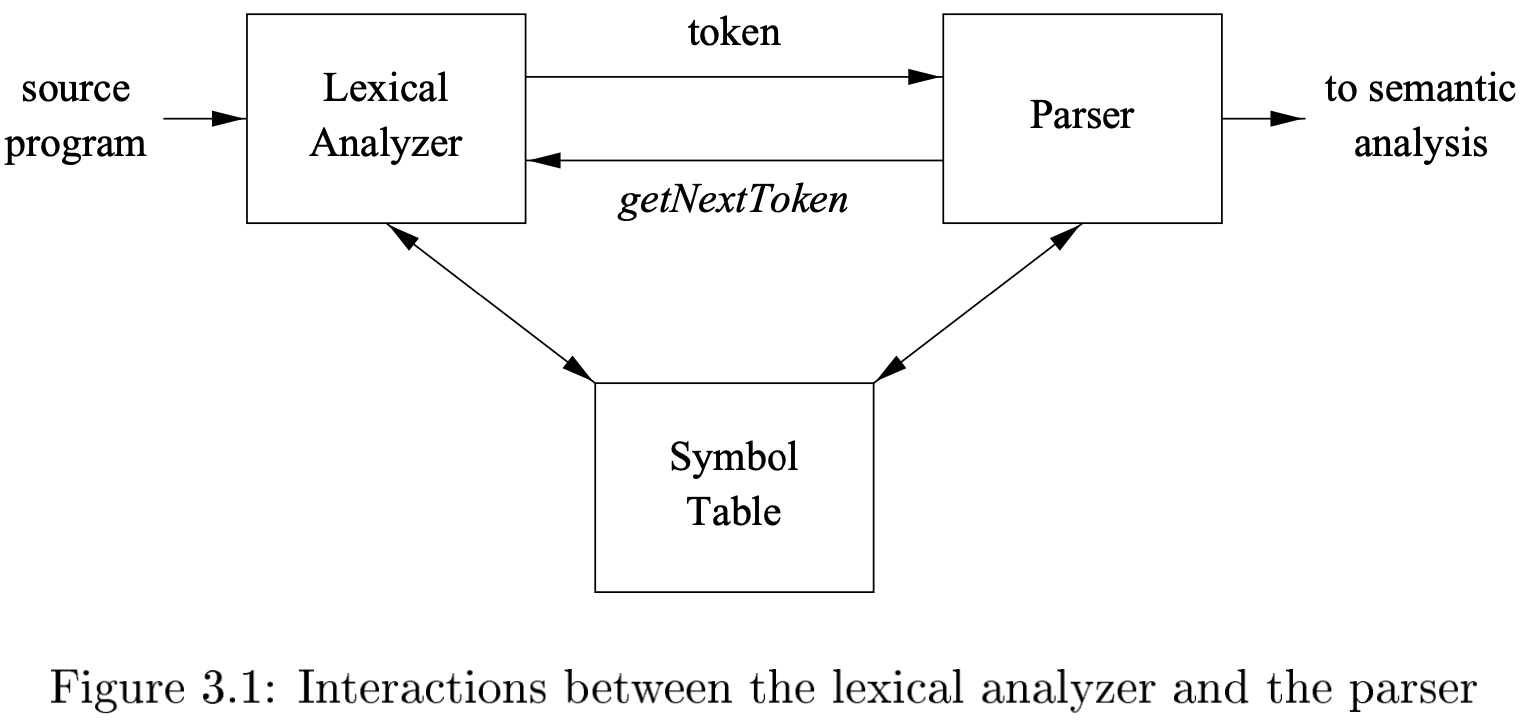 source
program
Lexical
Analyzer
token
getNextToken
Parser
to semantic
analysis
Symbol
Table
Figure 3.1: Interactions between the lexical analyzer and the parser